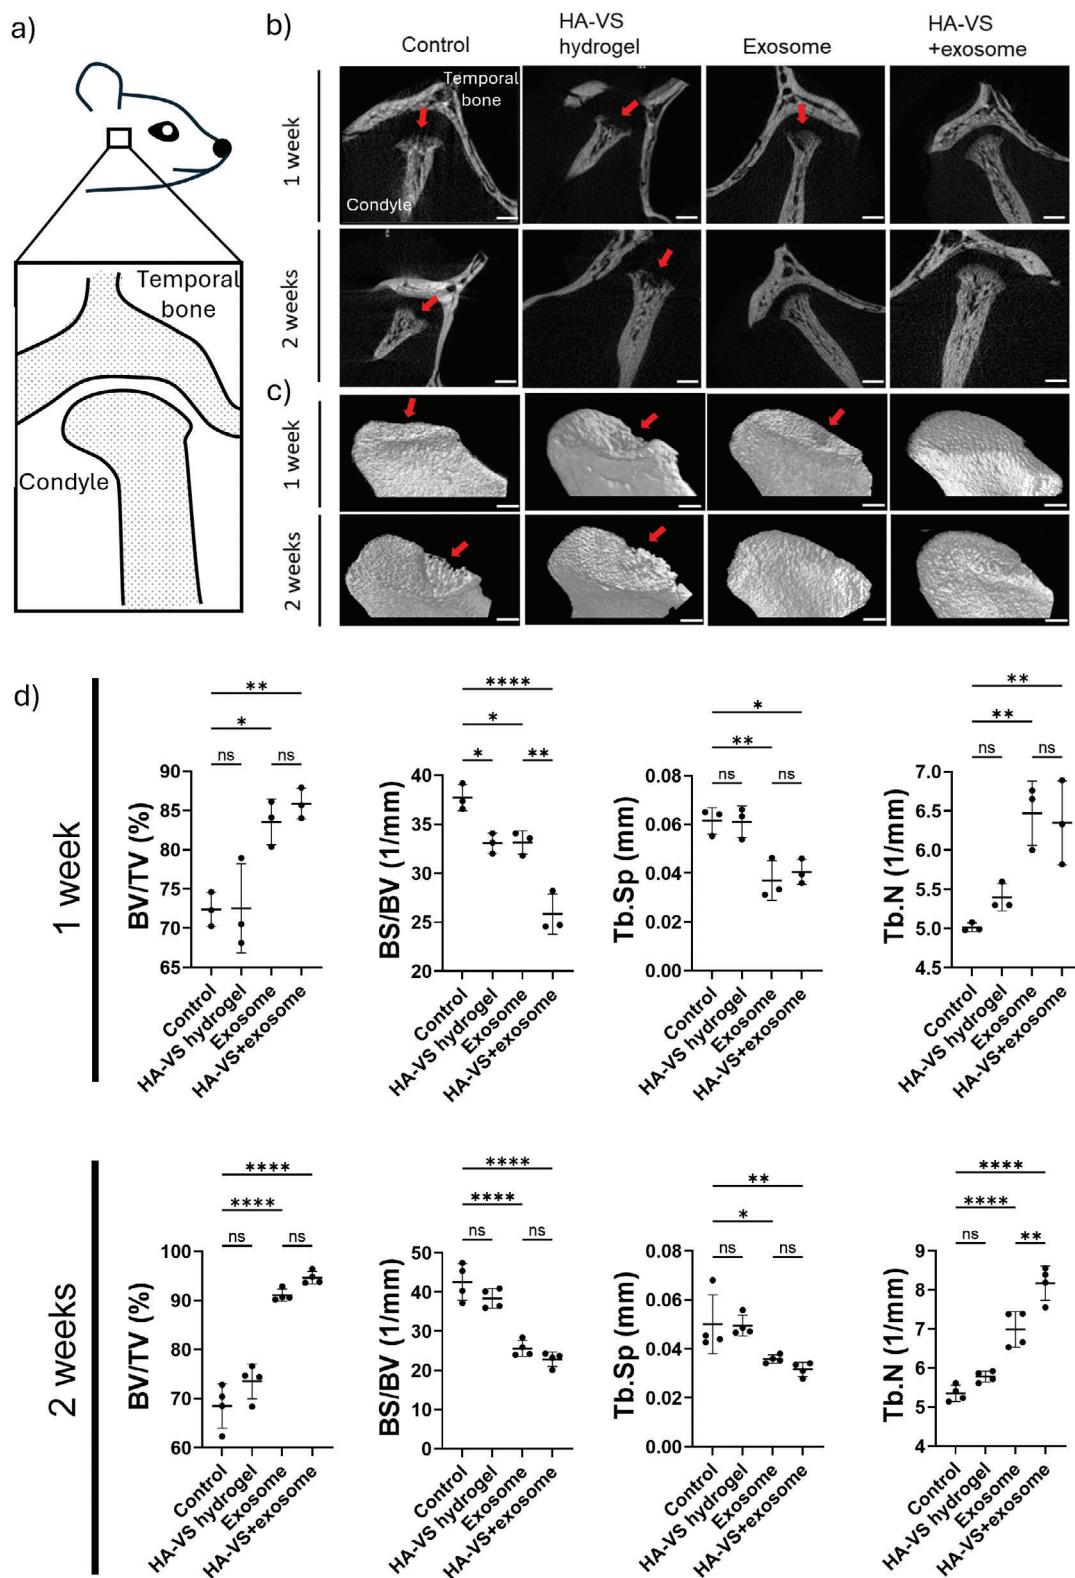 a)
Temporal
bone
Condyle
b)
Control
HA-VS
hydrogel
Exosome
HA-VS
+exosome
1 week
Temporal
bone
Condyle
2 weeks
c)
1 week
2 weeks
d)
1 week
**
*
ns
ns
BV/TV (%)
90
85
80
75
70
65
Control
HA-VS hydrogel
Exosome
HA-VS+exosome
****
*
*
**
BS/BV (1/mm)
40
35
30
25
20
Control
HA-VS hydrogel
Exosome
HA-VS+exosome
*
**
ns
ns
Tb.Sp (mm)
0.08
0.06
0.04
0.02
0.00
Control
HA-VS hydrogel
Exosome
HA-VS+exosome
**
**
ns
ns
Tb.N (1/mm)
7.0
6.5
6.0
5.5
5.0
4.5
Control
HA-VS hydrogel
Exosome
HA-VS+exosome
2 weeks
****
****
ns
ns
BV/TV (%)
100
90
80
70
60
Control
HA-VS hydrogel
Exosome
HA-VS+exosome
****
****
ns
ns
BS/BV (1/mm)
50
40
30
20
10
0
Control
HA-VS hydrogel
Exosome
HA-VS+exosome
**
*
ns
ns
Tb.Sp (mm)
0.08
0.06
0.04
0.02
0.00
Control
HA-VS hydrogel
Exosome
HA-VS+exosome
****
****
ns
**
Tb.N (1/mm)
9
8
7
6
5
4
Control
HA-VS hydrogel
Exosome
HA-VS+exosome